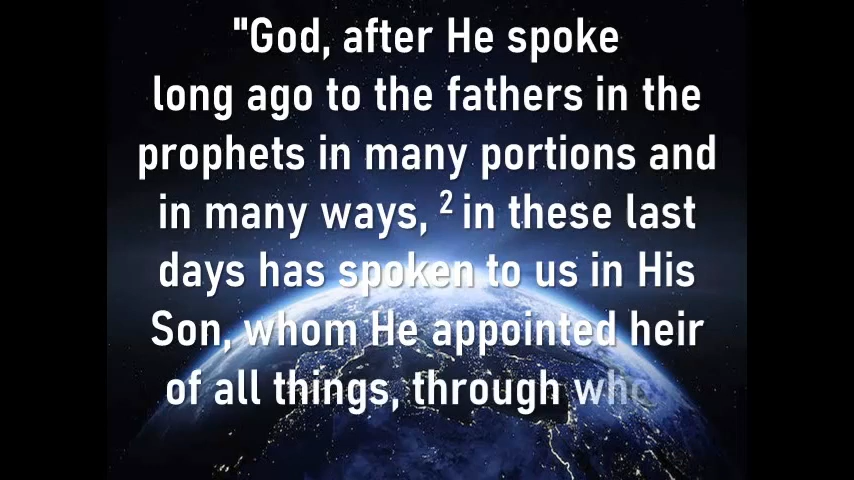 "God, after He spoke
long ago to the fathers in the
prophets in many portions and
in many ways, ² in these last
days has spoken to us in His
Son, whom He appointed heir
of all things, through who